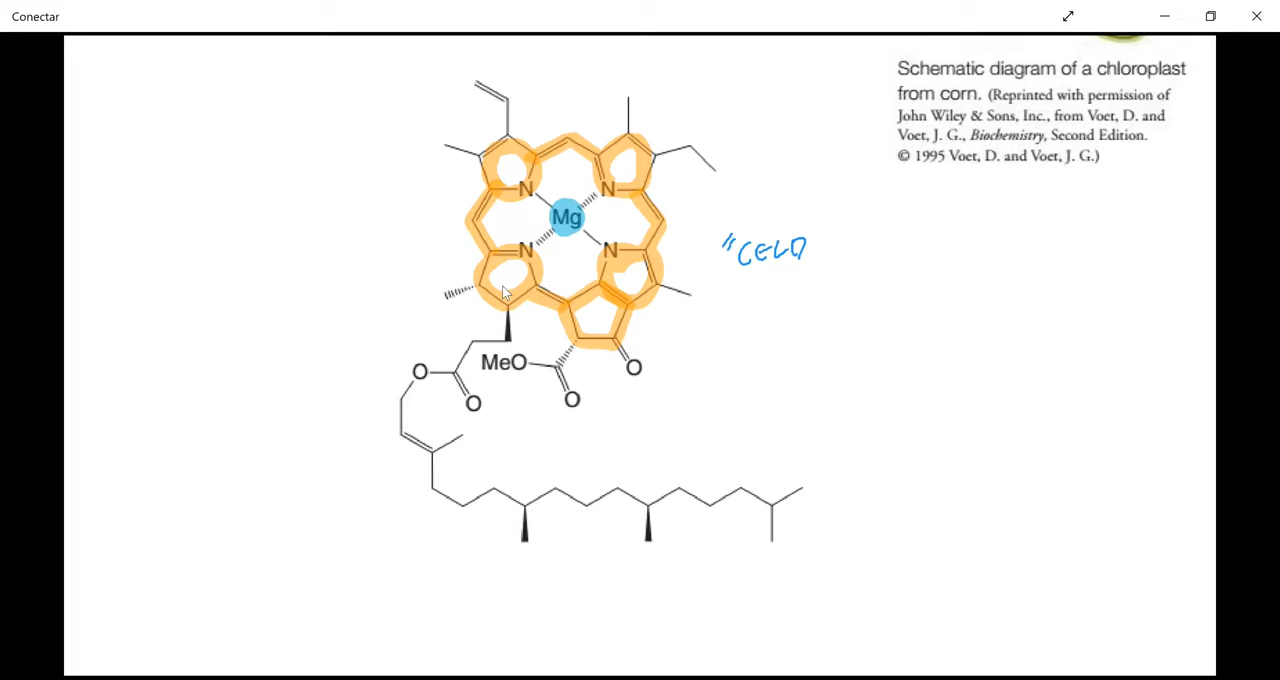 Conectar
Schematic diagram of a chloroplast
from corn. (Reprinted with permission of
John Wiley & Sons, Inc., from Voet, D. and
Voet, J. G., Biochemistry, Second Edition.
© 1995 Voet, D. and Voet, J. G.)
N
N
Mg
N
N
"CELD
MeO
O
O
O
O